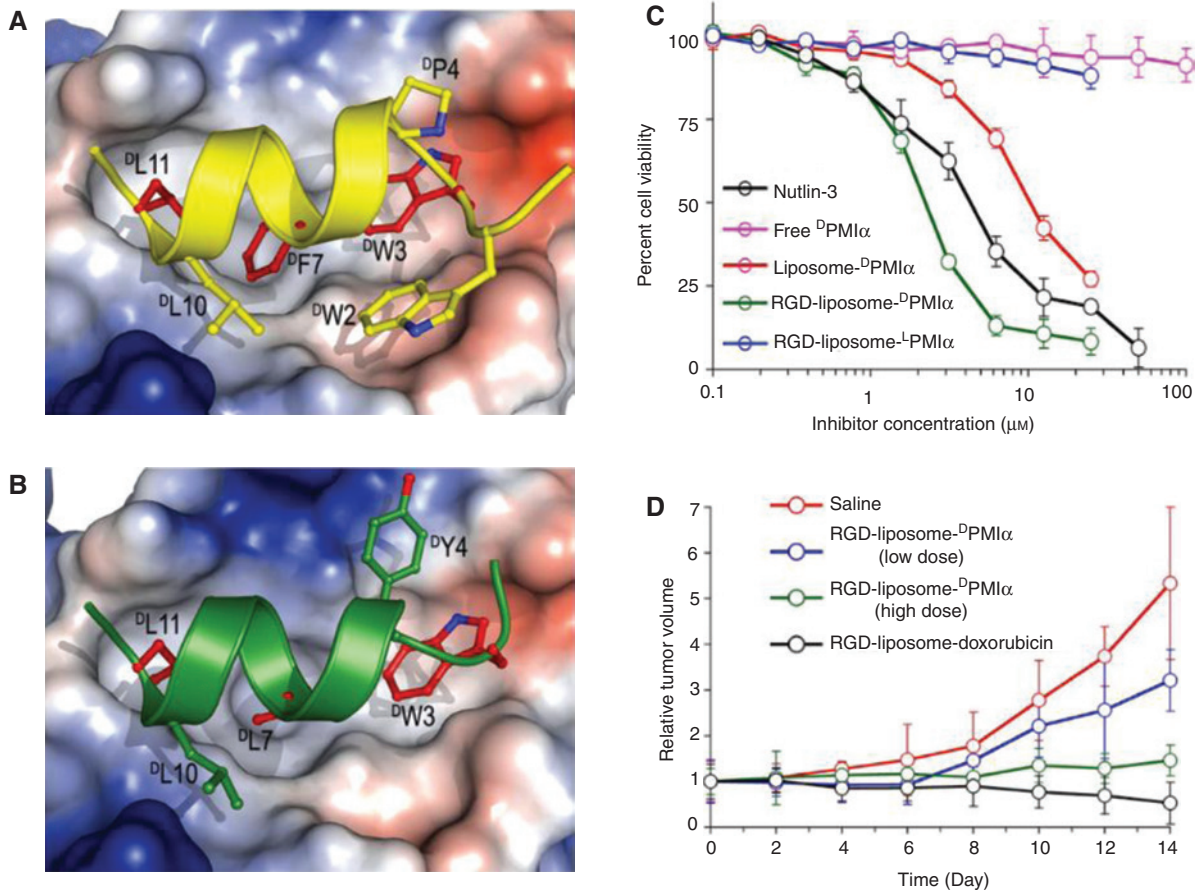 A
ᴰP4
ᴰL11
ᴰF7
ᴰW3
ᴰL10
ᴰW2
B
ᴰY4
ᴰL11
ᴰL7
ᴰW3
ᴰL10
C
Percent cell viability
100
75
50
25
0
Nutlin-3
Free ᴰPMIα
Liposome-ᴰPMIα
RGD-liposome-ᴰPMIα
RGD-liposome-ᴸPMIα
0.1
1
10
100
Inhibitor concentration (μM)
D
Relative tumor volume
7
6
5
4
3
2
1
0
Saline
RGD-liposome-ᴰPMIα
(low dose)
RGD-liposome-ᴰPMIα
(high dose)
RGD-liposome-doxorubicin
0 2 4 6 8 10 12 14
Time (Day)